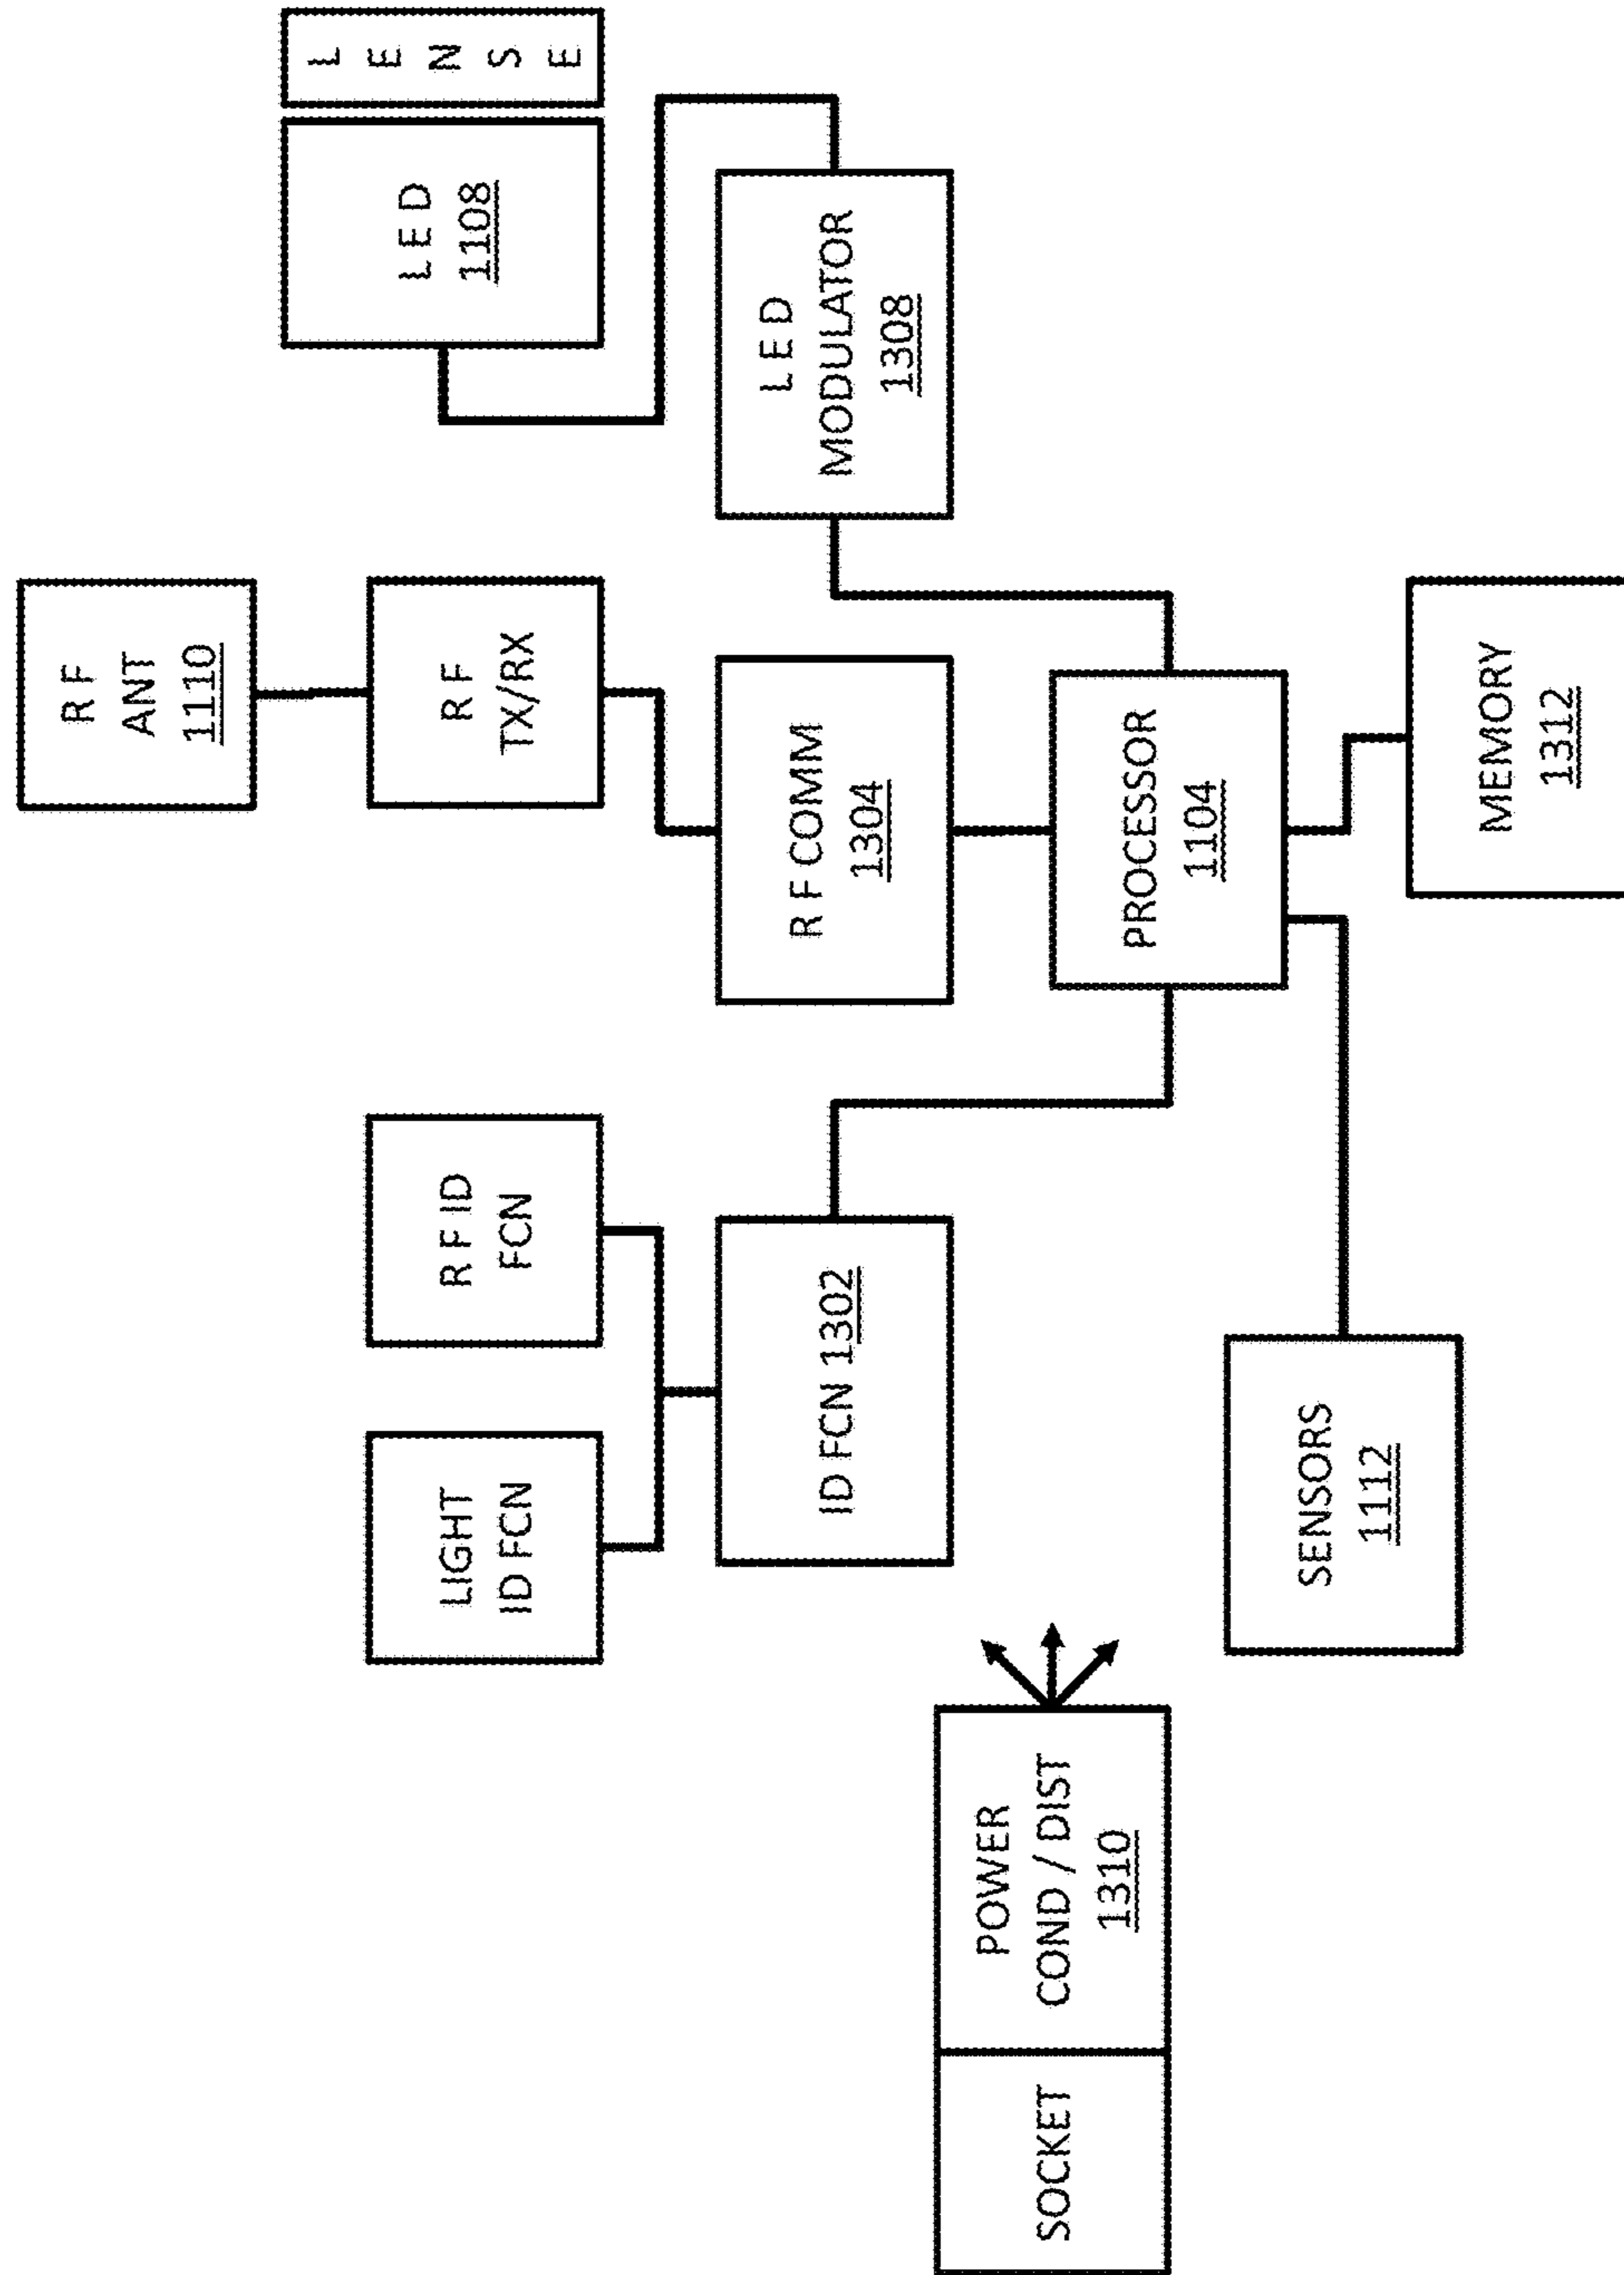 R F
ANT
1110
L E D
1108
L
E
N
S
E
LIGHT
ID FCN
R F ID
FCN
R F
TX/RX
ID FCN 1302
R F COMM
1304
L E D
MODULATOR
1308
SOCKET
POWER
COND / DIST
1310
PROCESSOR
1104
SENSORS
1112
MEMORY
1312